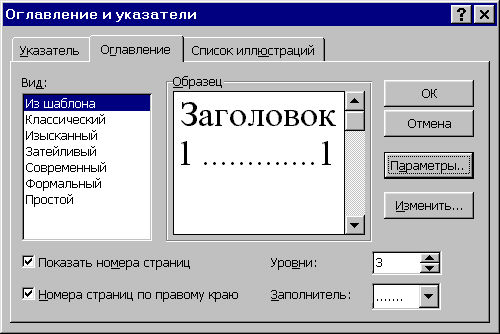 Оглавление и указатели
Указатель
Оглавление
Список иллюстраций
Вид:
Из шаблона
Классический
Изысканный
Затейливый
Современный
Формальный
Простой
Образец
Заголовок
1 .............1
OK
Отмена
Параметры..
Изменить...
Показать номера страниц
Номера страниц по правому краю
Уровни:
3
Заполнитель:
.......